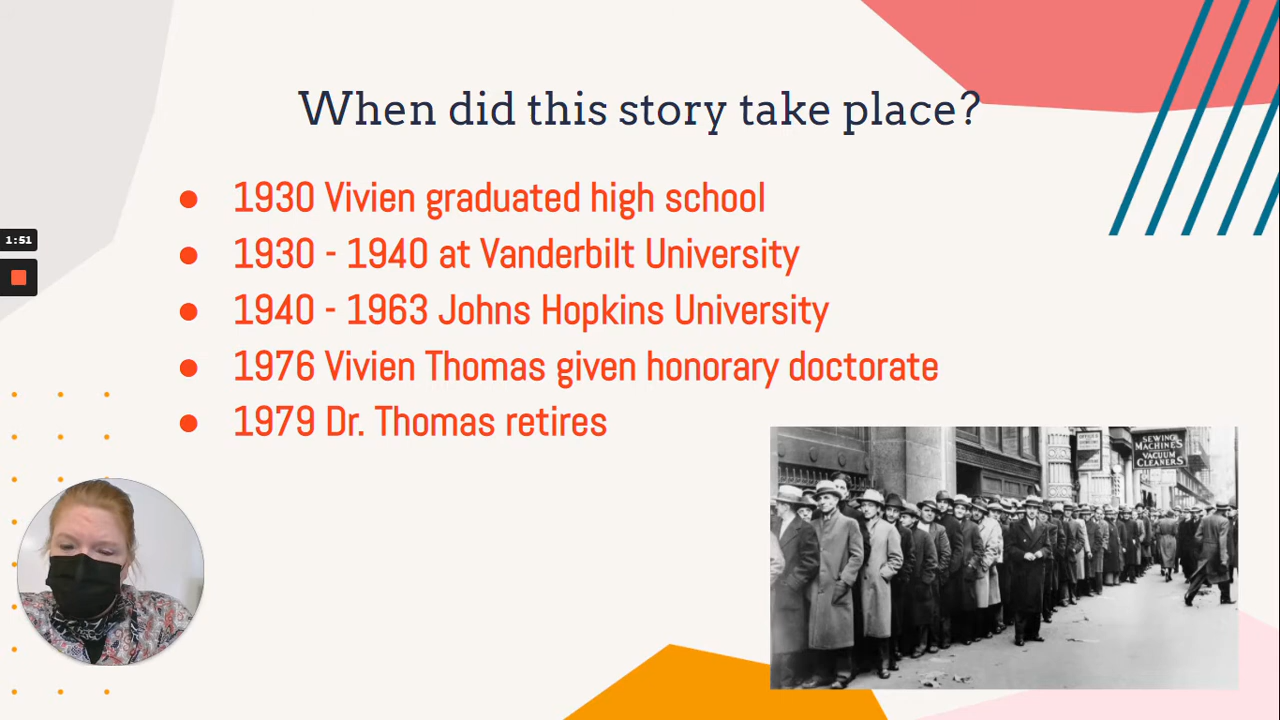 When did this story take place?
● 1930 Vivien graduated high school
● 1930 - 1940 at Vanderbilt University
● 1940 - 1963 Johns Hopkins University
● 1976 Vivien Thomas given honorary doctorate
● 1979 Dr. Thomas retires
1:51
SEWING
MACHINES
VACUUM
CLEANERS